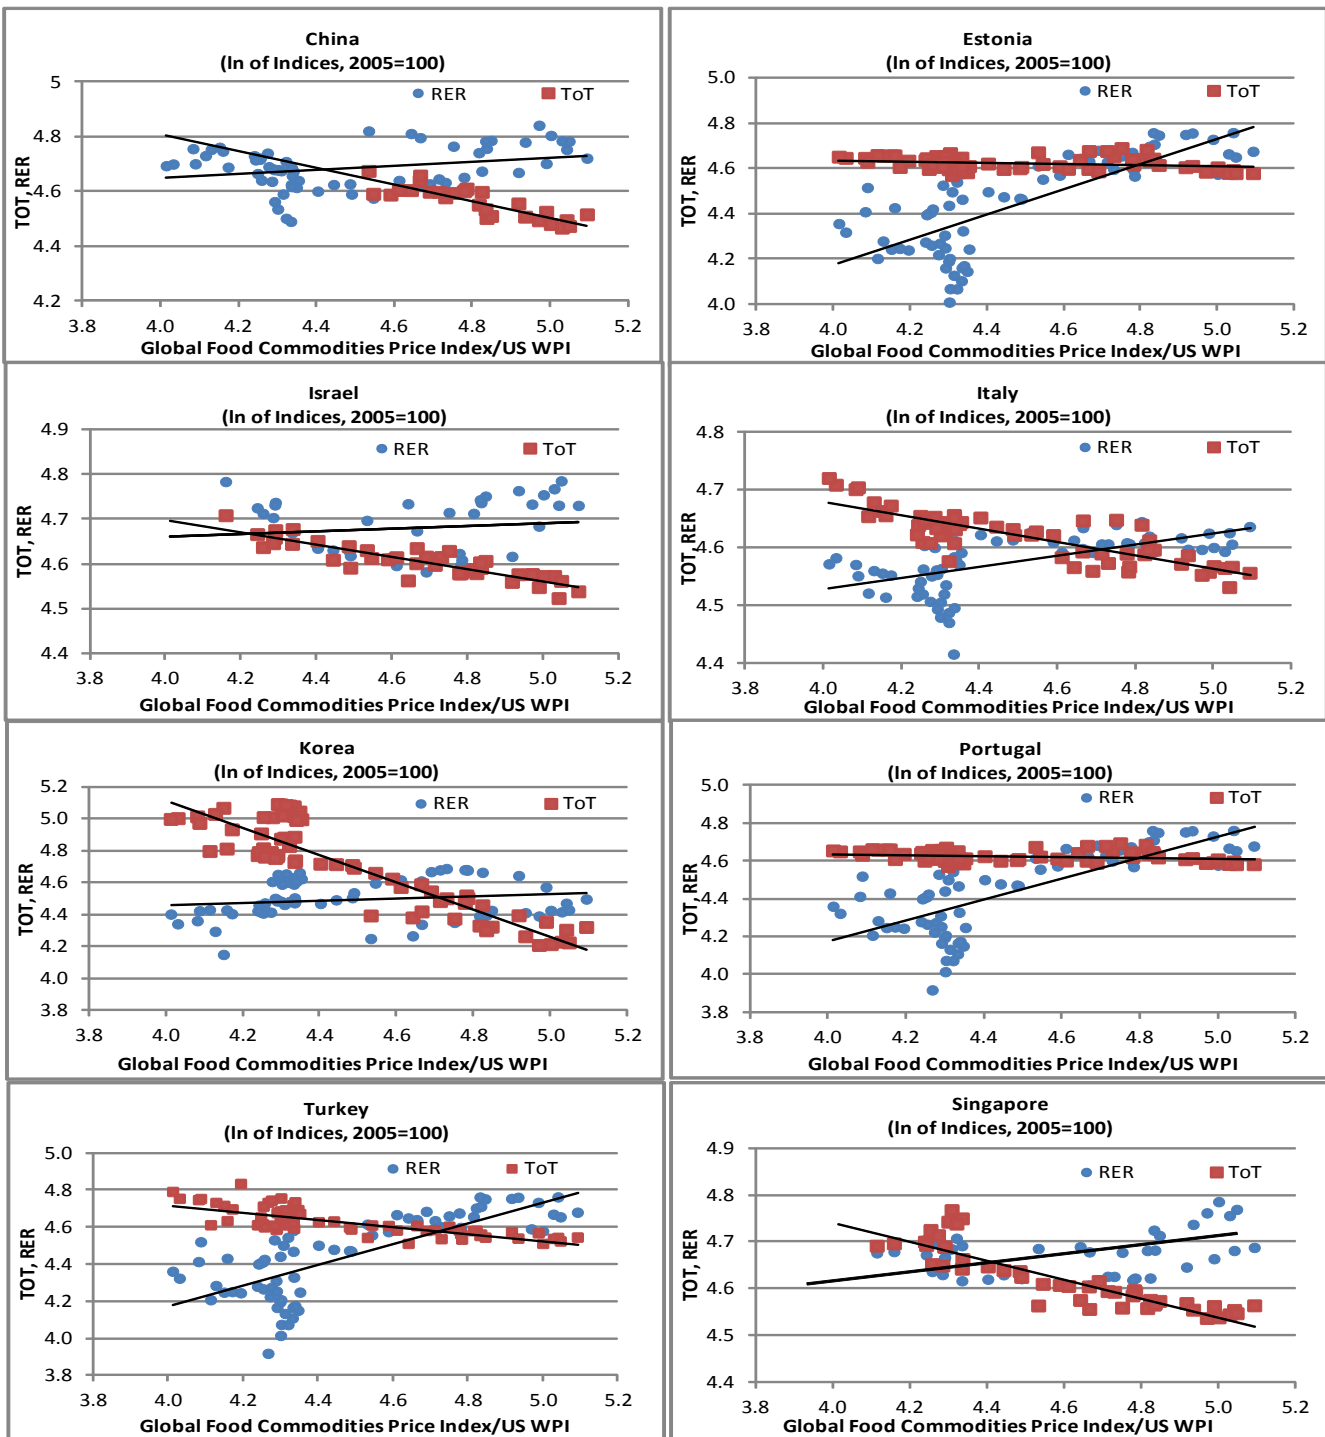 China
(ln of Indices, 2005=100)
RER ToT
TOT, RER
5
4.8
4.6
4.4
4.2
3.8 4.0 4.2 4.4 4.6 4.8 5.0 5.2
Global Food Commodities Price Index/US WPI
Estonia
(ln of Indices, 2005=100)
RER ToT
TOT, RER
5.0
4.8
4.6
4.4
4.2
4.0
3.8 4.0 4.2 4.4 4.6 4.8 5.0 5.2
Global Food Commodities Price Index/US WPI
Israel
(ln of Indices, 2005=100)
RER ToT
TOT, RER
4.9
4.8
4.7
4.6
4.5
4.4
3.8 4.0 4.2 4.4 4.6 4.8 5.0 5.2
Global Food Commodities Price Index/US WPI
Italy
(ln of Indices, 2005=100)
RER ToT
TOT, RER
4.8
4.7
4.6
4.5
4.4
3.8 4.0 4.2 4.4 4.6 4.8 5.0 5.2
Global Food Commodities Price Index/US WPI
Korea
(ln of Indices, 2005=100)
RER ToT
TOT, RER
5.2
5.0
4.8
4.6
4.4
4.2
4.0
3.8
3.8 4.0 4.2 4.4 4.6 4.8 5.0 5.2
Global Food Commodities Price Index/US WPI
Portugal
(ln of Indices, 2005=100)
RER ToT
TOT, RER
5.0
4.8
4.6
4.4
4.2
4.0
3.8
3.8 4.0 4.2 4.4 4.6 4.8 5.0 5.2
Global Food Commodities Price Index/US WPI
Turkey
(ln of Indices, 2005=100)
RER ToT
TOT, RER
5.0
4.8
4.6
4.4
4.2
4.0
3.8
3.8 4.0 4.2 4.4 4.6 4.8 5.0 5.2
Global Food Commodities Price Index/US WPI
Singapore
(ln of Indices, 2005=100)
RER ToT
TOT, RER
4.9
4.8
4.7
4.6
4.5
4.4
3.8 4.0 4.2 4.4 4.6 4.8 5.0 5.2
Global Food Commodities Price Index/US WPI